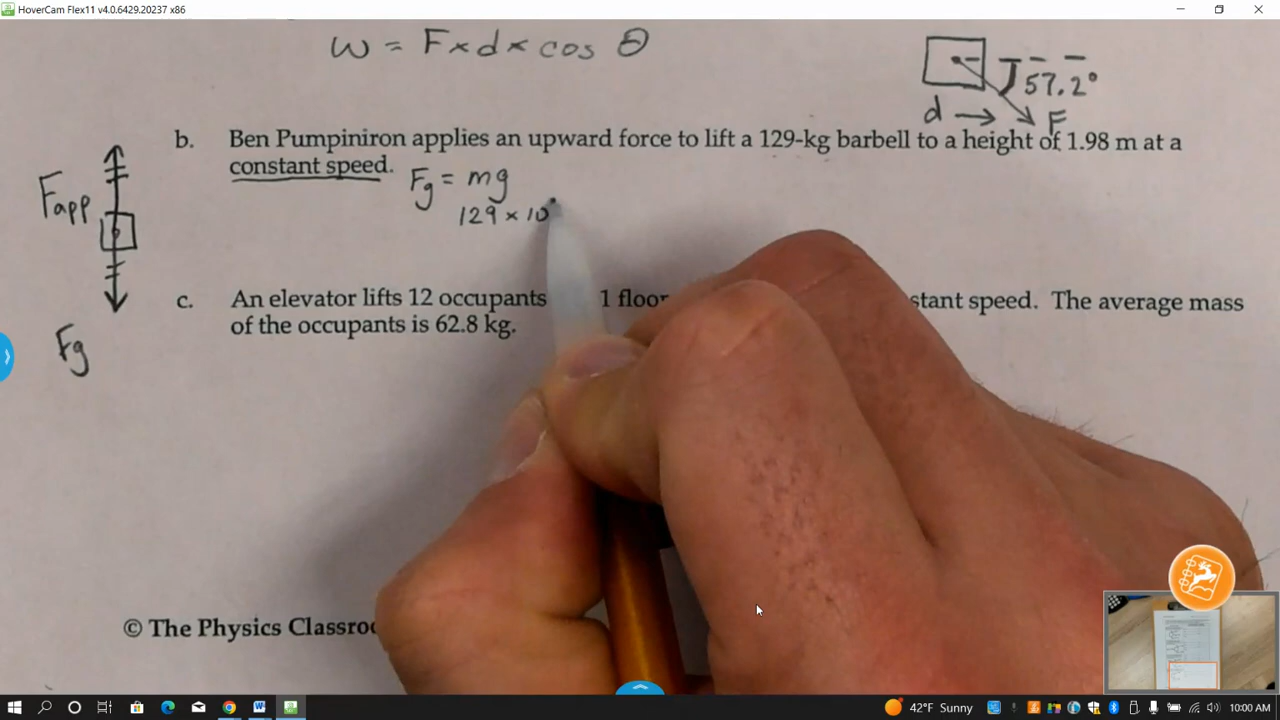 HoverCam Flex11 v4.0.6429.20237 x86
W = F × d × cos θ
57.2°
d → F
b. Ben Pumpiniron applies an upward force to lift a 129-kg barbell to a height of 1.98 m at a
constant speed. Fg = mg
129 × 10
Fapp
c. An elevator lifts 12 occupants 1 floor stant speed. The average mass
of the occupants is 62.8 kg.
Fg
© The Physics Classroo
42°F Sunny
10:00 AM